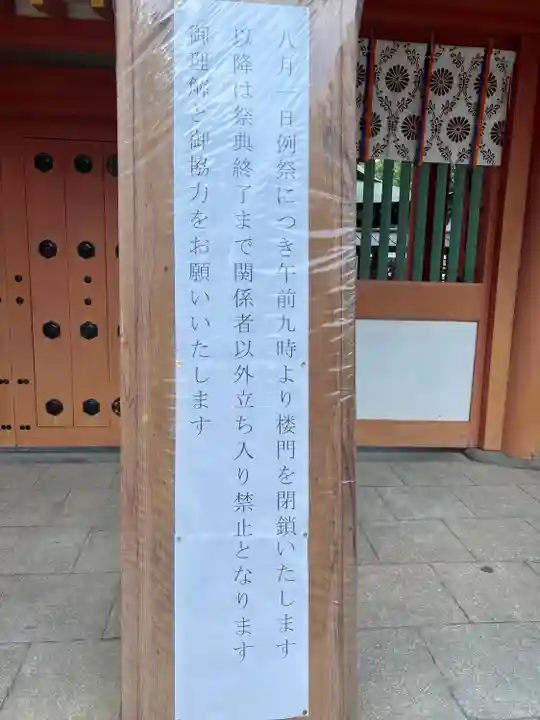 八月一日例祭につき午前九時より楼門を閉鎖いたします
以降は祭典終了まで関係者以外立ち入り禁止となります
御理解と御協力をお願いいたします